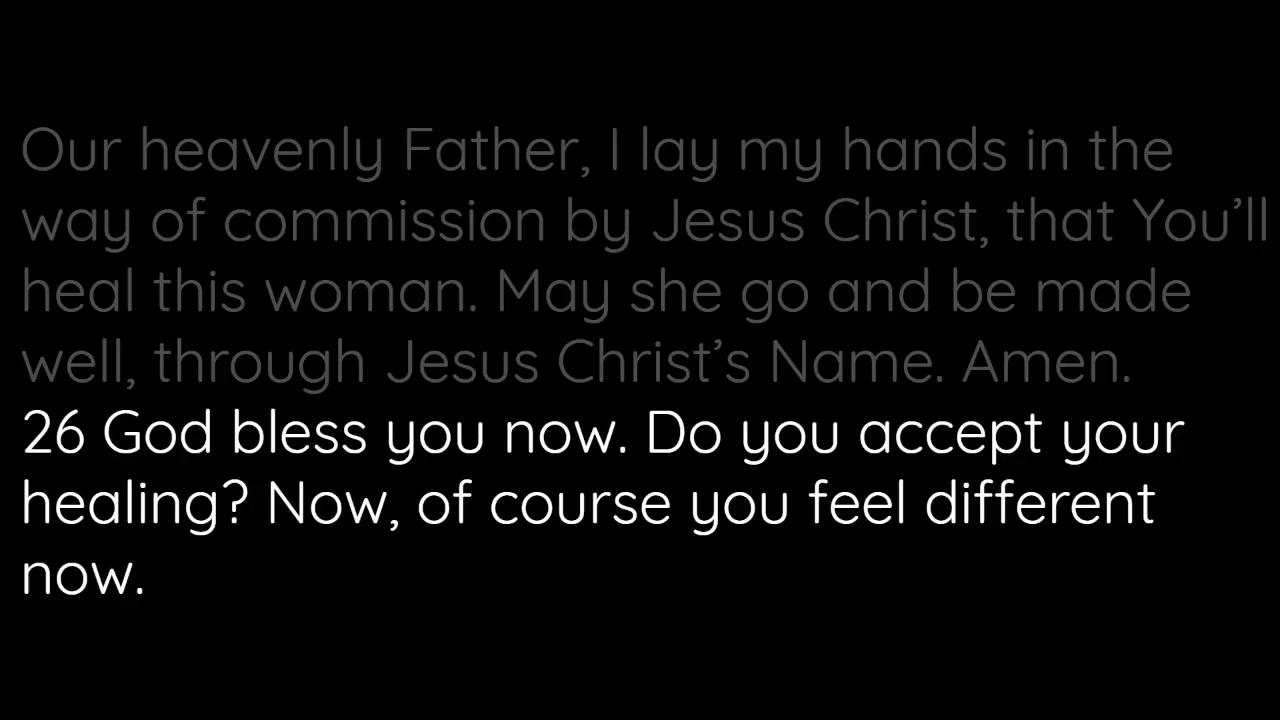 Our heavenly Father, I lay my hands in the
way of commission by Jesus Christ, that You’ll
heal this woman. May she go and be made
well, through Jesus Christ’s Name. Amen.
26 God bless you now. Do you accept your
healing? Now, of course you feel different
now.